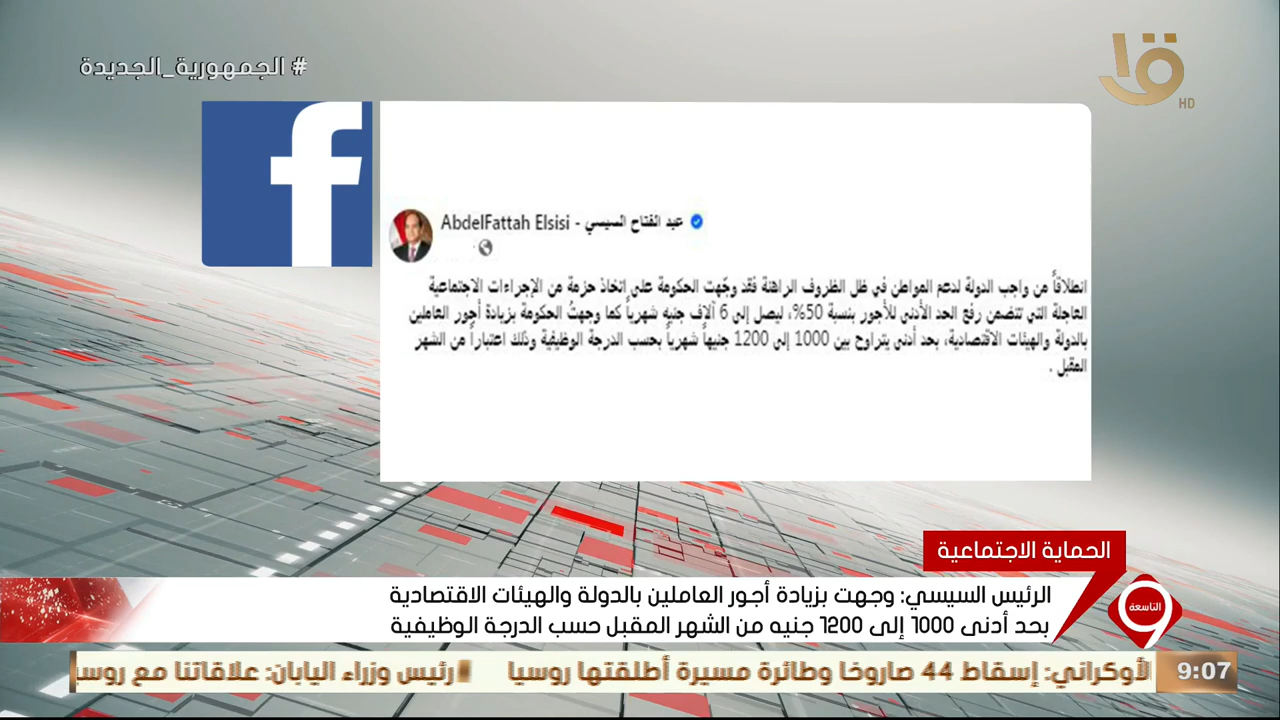 # الجمهورية_الجديدة
HD
AbdelFattah Elsisi - عبد الفتاح السيسي
انطلاقاً من واجب الدولة لدعم المواطن في ظل الظروف الراهنة فقد وجّهت الحكومة على اتخاذ حزمة من الإجراءات الاجتماعية
العاجلة التي تتضمن رفع الحد الأدنى للأجور بنسبة 50%، ليصل إلى 6 آلاف جنيه شهرياً كما وجهتُ الحكومة بزيادة أجور العاملين
بالدولة والهيئات الاقتصادية، بحد أدنى يتراوح بين 1000 إلى 1200 جنيهاً شهرياً بحسب الدرجة الوظيفية وذلك اعتباراً من الشهر
المقبل .
الحماية الاجتماعية
الرئيس السيسي: وجهت بزيادة أجور العاملين بالدولة والهيئات الاقتصادية
بحد أدنى 1000 إلى 1200 جنيه من الشهر المقبل حسب الدرجة الوظيفية
التاسعة
9:07
الأوكراني: إسقاط 44 صاروخا وطائرة مسيرة أطلقتها روسيا
رئيس وزراء اليابان: علاقاتنا مع